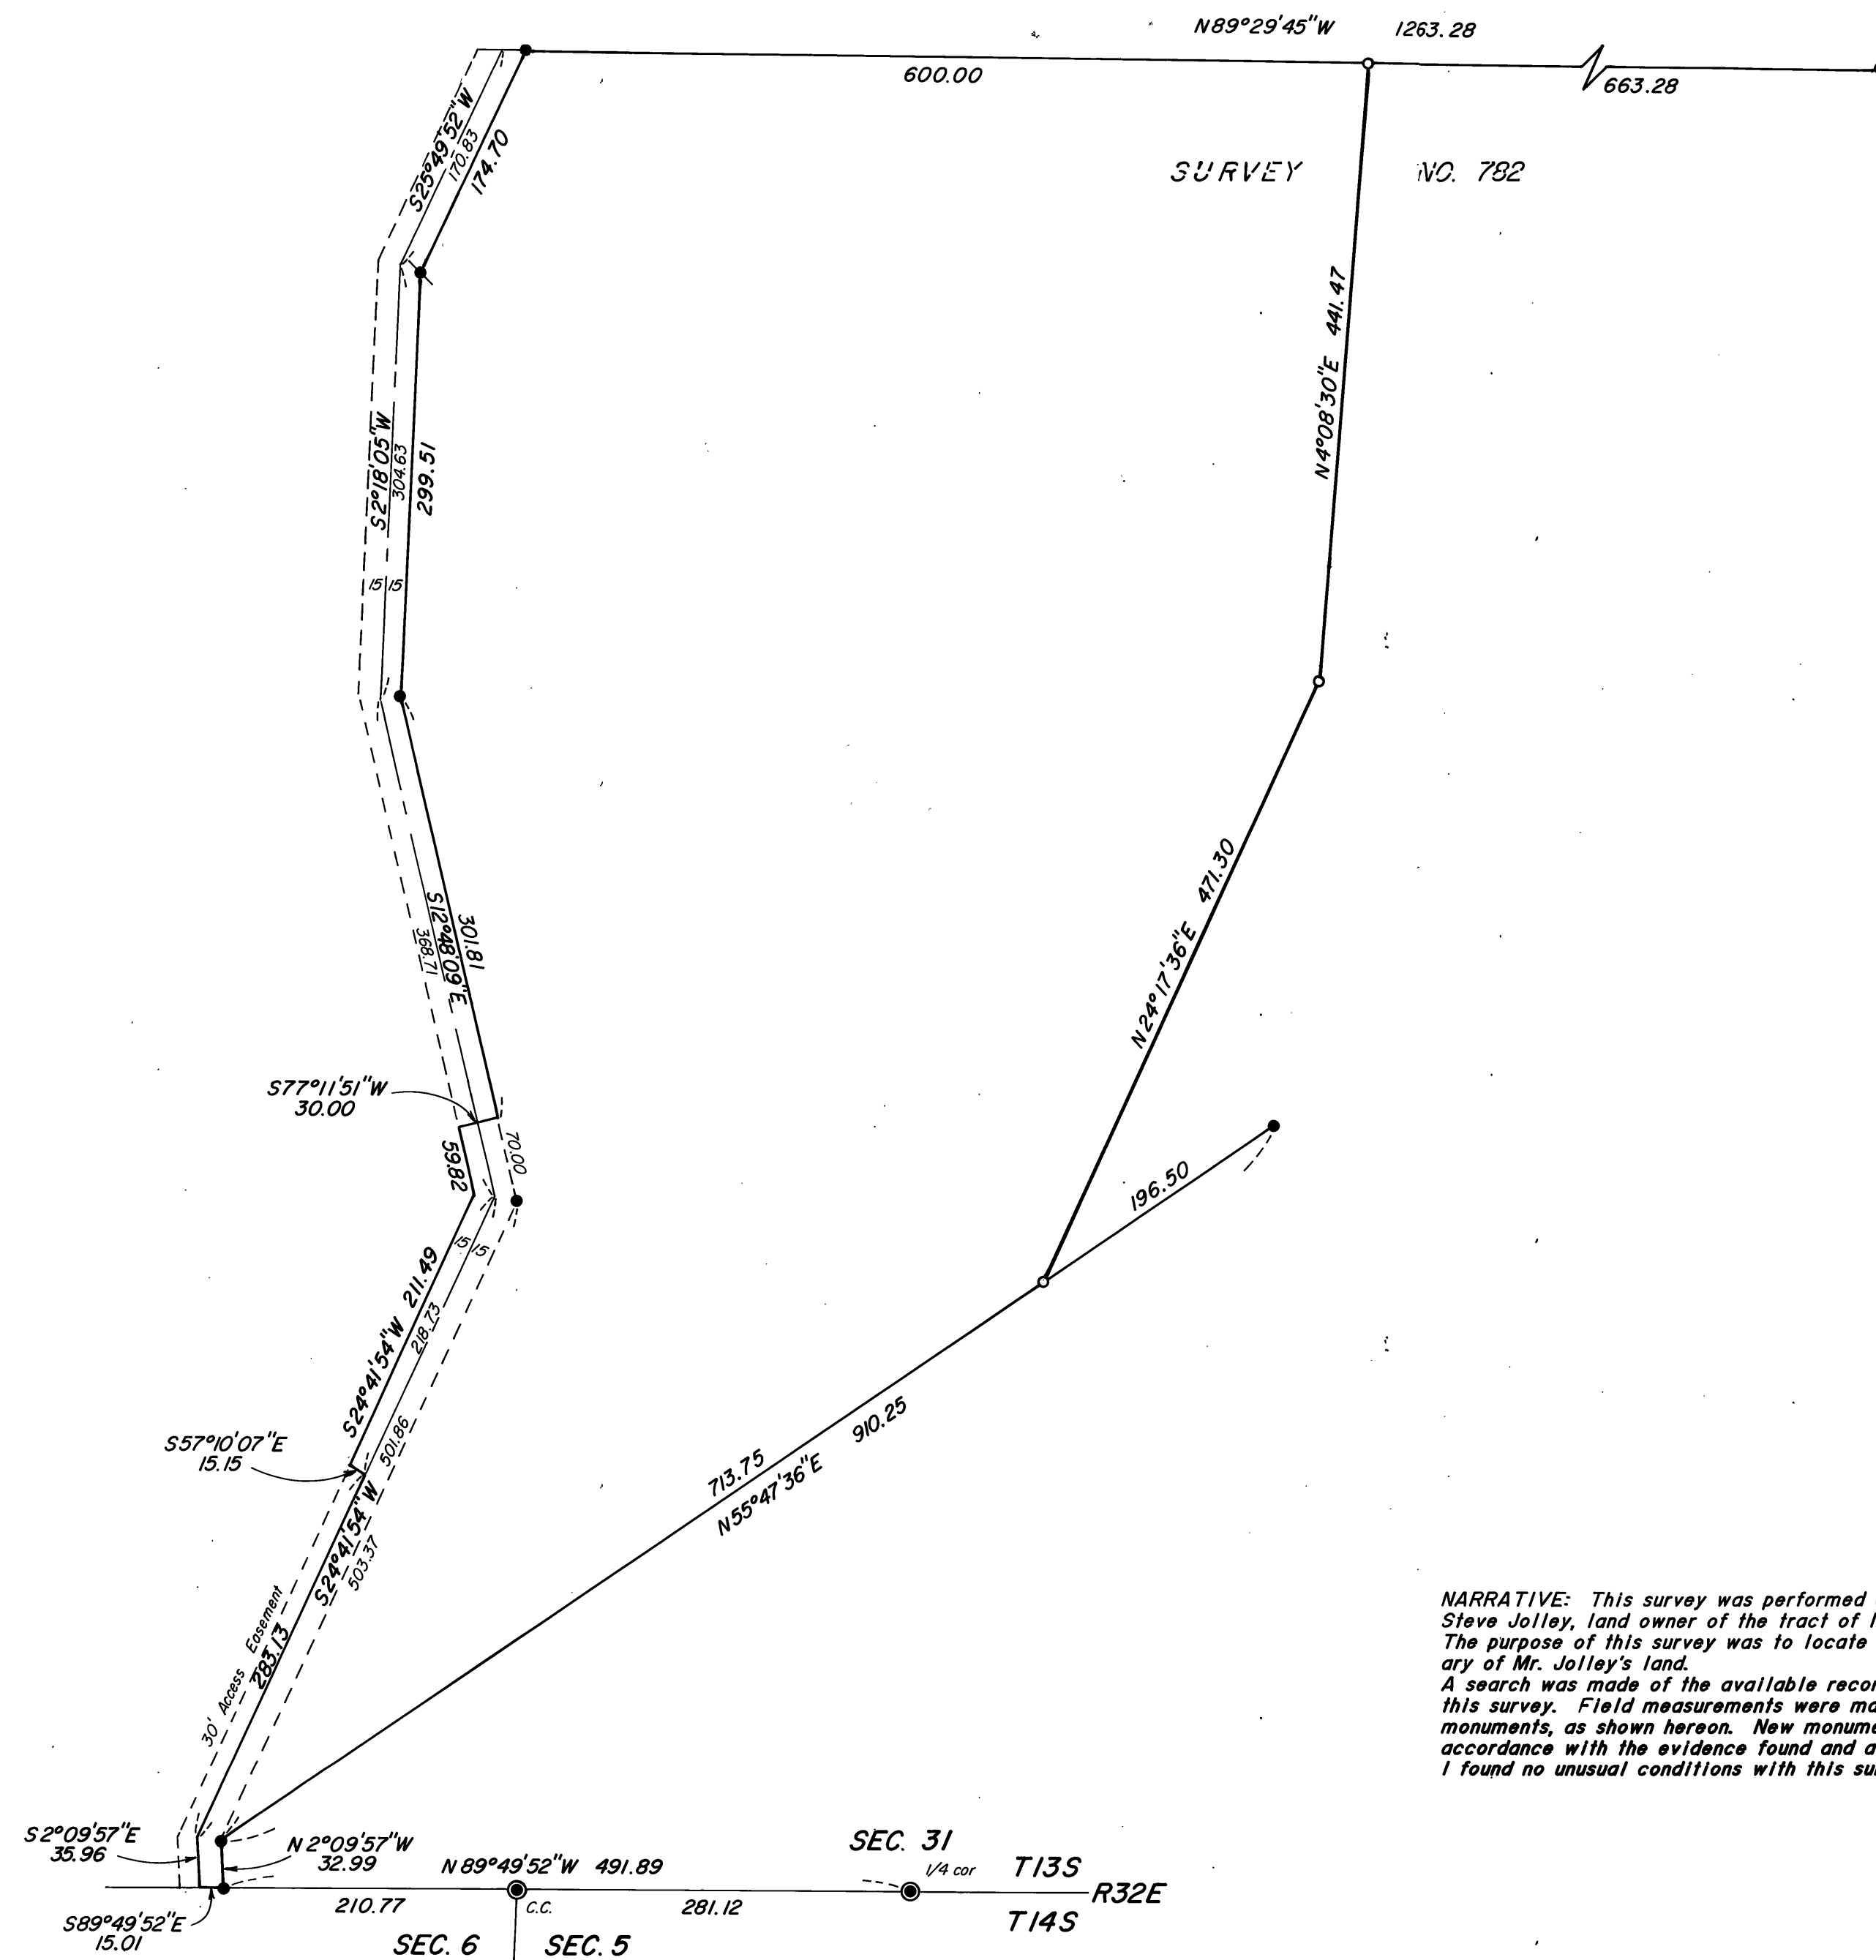 N89°29'45"W 1263.28
600.00
663.28
SURVEY NO. 782
S25°49'52"W
170.83
174.70
N4°08'30"E 441.47
S2°18'05"W
304.63
299.51
15 15
N24°17'36"E 471.30
301.81
S12°48'09"E
368.71
S77°11'51"W
30.00
59.82
70.00
196.50
15 15
S24°41'54"W 211.49
218.73
S57°10'07"E
15.15
501.86
S24°41'54"W
503.37
713.75
910.25
N55°47'36"E
30' Access Easement
283.13
NARRATIVE: This survey was performed
Steve Jolley, land owner of the tract of
The purpose of this survey was to locate
ary of Mr. Jolley's land.
A search was made of the available recor
this survey. Field measurements were ma
monuments, as shown hereon. New monume
accordance with the evidence found and a
I found no unusual conditions with this su
S2°09'57"E
35.96
N2°09'57"W
32.99
N89°49'52"W 491.89
SEC. 31
1/4 cor
T13S
R32E
T14S
210.77
C.C.
281.12
S89°49'52"E
15.01
SEC. 6
SEC. 5